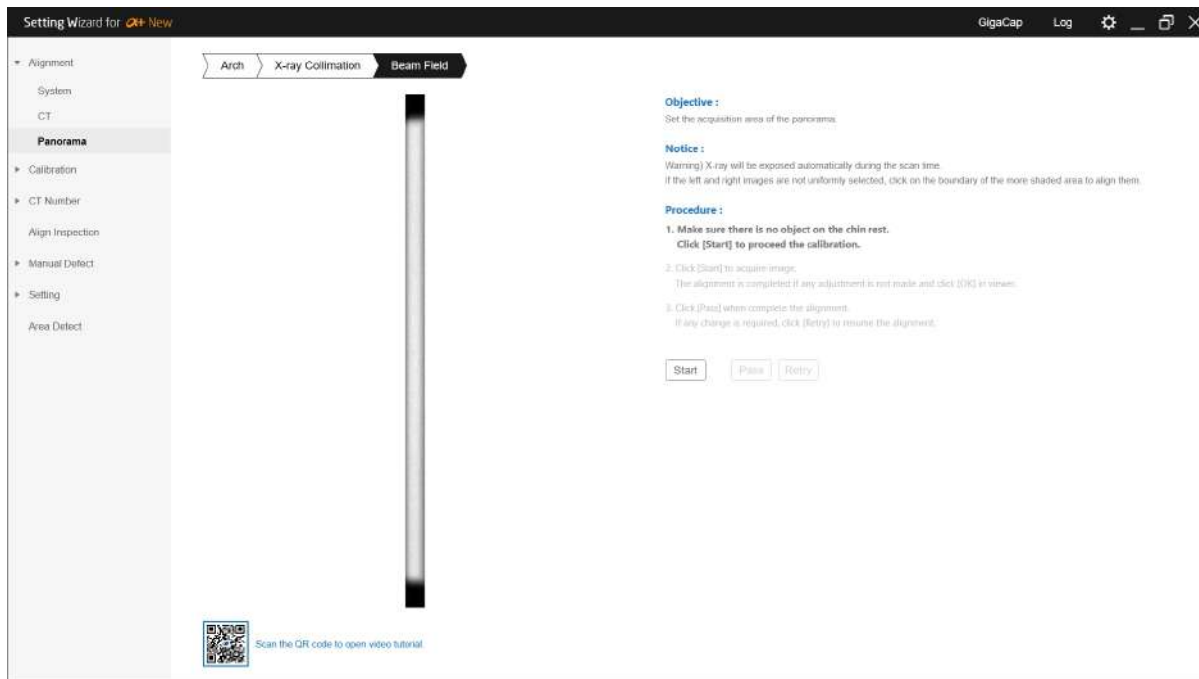 Setting Wizard for α+ New
GigaCap Log
Alignment
System
CT
Panorama
Calibration
CT Number
Align Inspection
Manual Defect
Setting
Area Detect
Arch X-ray Collimation Beam Field
Objective :
Set the acquisition area of the panorama.
Notice :
Warning) X-ray will be exposed automatically during the scan time.
If the left and right images are not uniformly selected, click on the boundary of the more shaded area to align them.
Procedure :
1. Make sure there is no object on the chin rest.
Click [Start] to proceed the calibration.
2. Click [Start] to acquire image.
The alignment is completed if any adjustment is not made and click [OK] in viewer.
3. Click [Pass] when complete the alignment.
If any change is required, click [Retry] to resume the alignment.
Start Pass Retry
Scan the QR code to open video tutorial